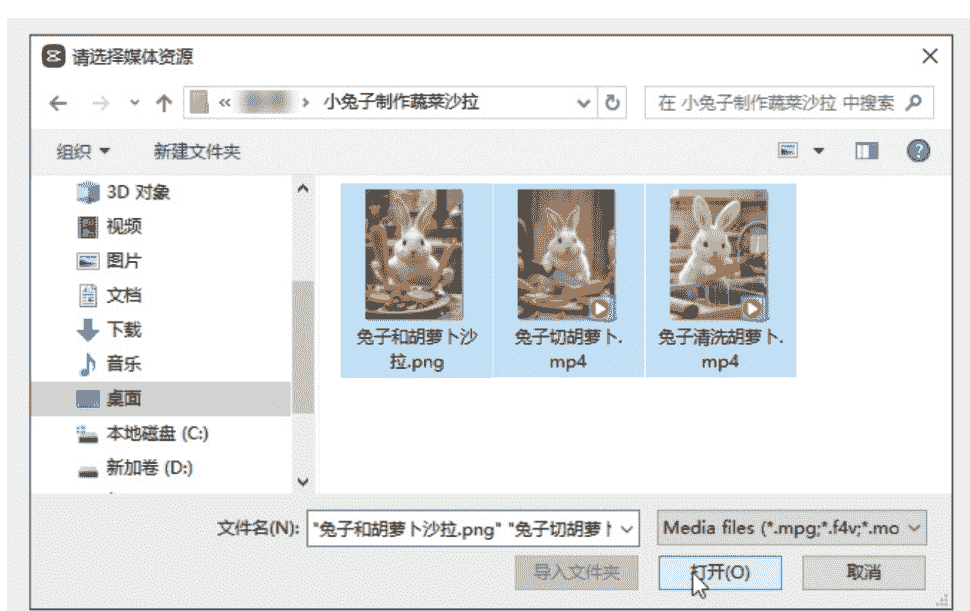 请选择媒体资源
« › 小兔子制作蔬菜沙拉
在 小兔子制作蔬菜沙拉 中搜索
组织 新建文件夹
3D 对象
视频
图片
文档
下载
音乐
桌面
本地磁盘 (C:)
新加卷 (D:)
兔子和胡萝卜沙
拉.png
兔子切胡萝卜.
mp4
兔子清洗胡萝卜.
mp4
文件名(N): "兔子和胡萝卜沙拉.png" "兔子切胡萝卜
Media files (*.mpg;*.f4v;*.mo
导入文件夹 打开(O) 取消